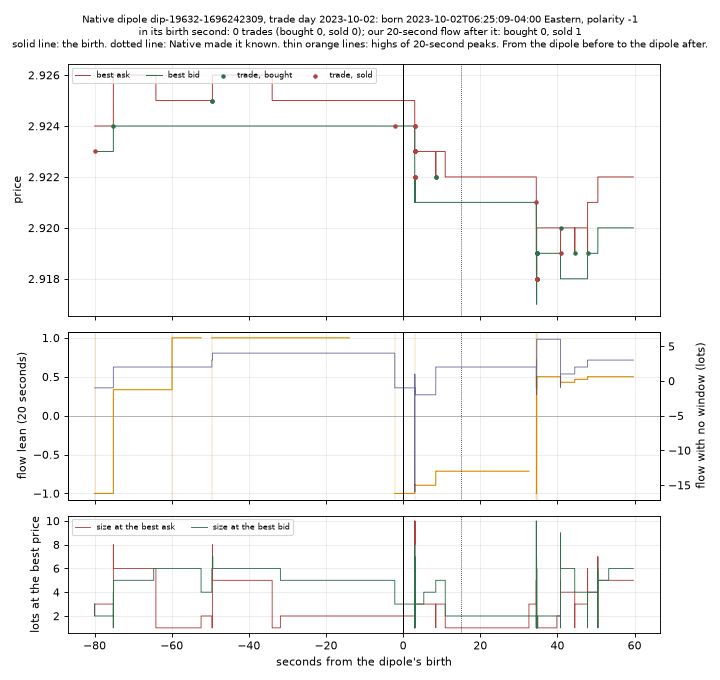 Native dipole dip-19632-1696242309, trade day 2023-10-02: born 2023-10-02T06:25:09-04:00 Eastern, polarity -1
in its birth second: 0 trades (bought 0, sold 0); our 20-second flow after it: bought 0, sold 1
solid line: the birth. dotted line: Native made it known. thin orange lines: highs of 20-second peaks. From the dipole before to the dipole after.
best ask
best bid
trade, bought
trade, sold
2.926
2.924
2.922
2.920
2.918
price
1.0
0.5
0.0
−0.5
−1.0
flow lean (20 seconds)
5
0
−5
−10
−15
flow with no window (lots)
size at the best ask
size at the best bid
10
8
6
4
2
lots at the best price
−80
−60
−40
−20
0
20
40
60
seconds from the dipole's birth